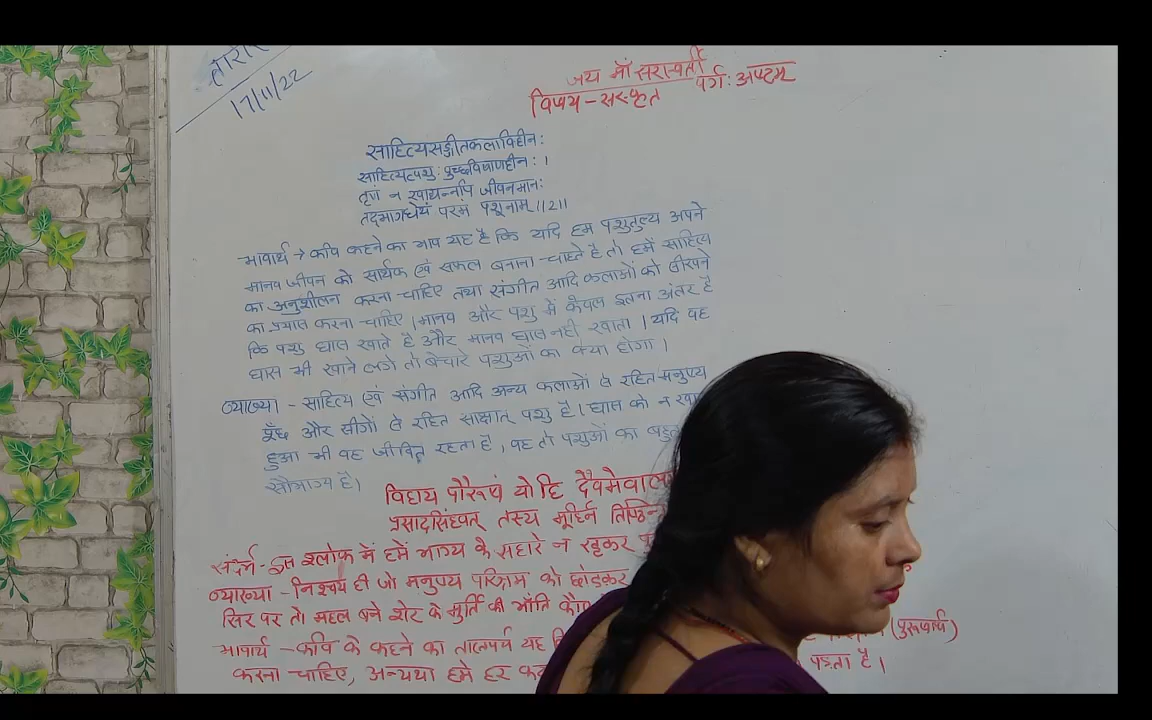 तारीख
17/11/22
जय माँ सरस्वती
विषय - संस्कृत वर्ग: अष्टम
साहित्यसङ्गीतकलाविहीन:
साहित्यत्पशु: पुच्छविषाणहीन: ।
तृणं न खाद्यन्नपि जीवनमान:
तद्भागधेयं परम पशूनाम् ।।2।।
भावार्थ → कवि कहने का भाव यह है कि यदि हम पशुतुल्य अपने
मानव जीवन को सार्थक एवं सफल बनाना चाहते है तो हमें साहित्य
का अनुशीलन करना चाहिए तथा संगीत आदि कलाओं को सीखने
का प्रयास करना चाहिए। मानव और पशु में केवल इतना अंतर है
कि पशु घास खाते है और मानव घास नही खाता । यदि वह
घास भी खाने लगे तो बेचारे पशुओं का क्या होगा ।
व्याख्या - साहित्य एवं संगीत आदि अन्य कलाओं से रहित मनुष्य
पूँछ और सींगो से रहित साक्षात् पशु है। घास को न
हुआ भी वह जीवित रहता है, यह तो पशुओं का बहुत
सौभाग्य है।
विहाय पौरुषं यो हि
प्रसादसिंहवत् तस्य मूर्ध्नि
संदर्भ - इस श्लोक में हमें भाग्य के सहारे न रहकर
व्याख्या - निश्चय ही जो मनुष्य परिश्रम को छोड़कर
सिर पर तो महल बने शेर के मुर्ति की भाँति
(पुरूषार्थ)
भावार्थ - कवि के कहने का तात्पर्य यह
करना चाहिए, अन्यथा हमे हर पड़ता है।